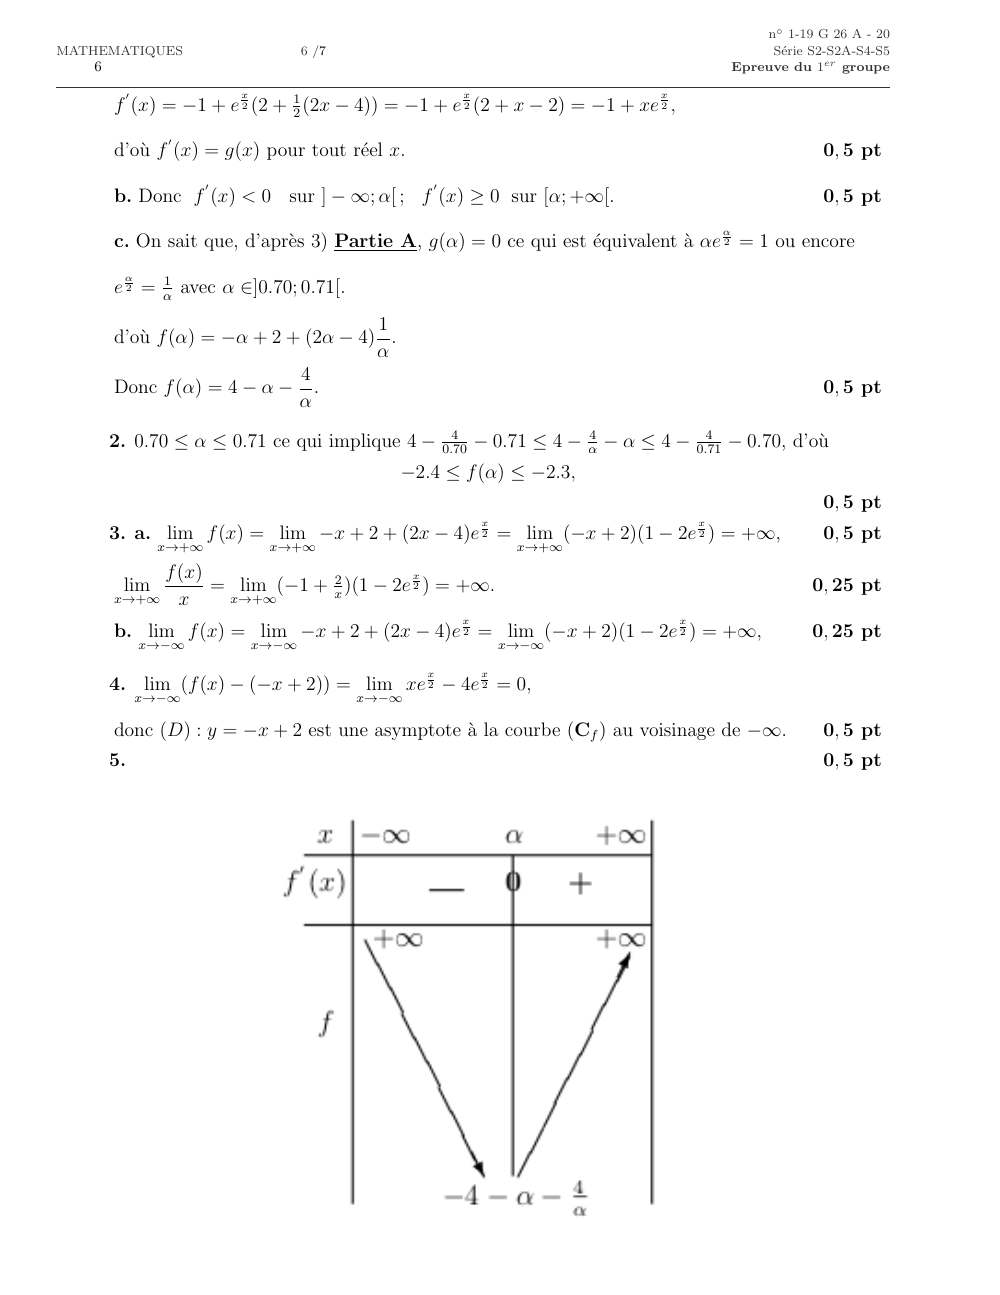 n° 1-19 G 26 A - 20
MATHEMATIQUES 6 /7 Série S2-S2A-S4-S5
6 Epreuve du 1er groupe
f′(x) = −1 + e^{x/2}(2 + 1/2(2x − 4)) = −1 + e^{x/2}(2 + x − 2) = −1 + xe^{x/2},
d'où f′(x) = g(x) pour tout réel x. 0, 5 pt
b. Donc f′(x) < 0 sur ] − ∞; α[ ; f′(x) ≥ 0 sur [α; +∞[. 0, 5 pt
c. On sait que, d'après 3) Partie A, g(α) = 0 ce qui est équivalent à αe^{α/2} = 1 ou encore
e^{α/2} = 1/α avec α ∈]0.70; 0.71[.
d'où f(α) = −α + 2 + (2α − 4)1/α.
Donc f(α) = 4 − α − 4/α. 0, 5 pt
2. 0.70 ≤ α ≤ 0.71 ce qui implique 4 − 4/0.70 − 0.71 ≤ 4 − 4/α − α ≤ 4 − 4/0.71 − 0.70, d'où
−2.4 ≤ f(α) ≤ −2.3,
0, 5 pt
3. a. lim_{x→+∞} f(x) = lim_{x→+∞} −x + 2 + (2x − 4)e^{x/2} = lim_{x→+∞} (−x + 2)(1 − 2e^{x/2}) = +∞, 0, 5 pt
lim_{x→+∞} f(x)/x = lim_{x→+∞} (−1 + 2/x)(1 − 2e^{x/2}) = +∞. 0, 25 pt
b. lim_{x→−∞} f(x) = lim_{x→−∞} −x + 2 + (2x − 4)e^{x/2} = lim_{x→−∞} (−x + 2)(1 − 2e^{x/2}) = +∞, 0, 25 pt
4. lim_{x→−∞} (f(x) − (−x + 2)) = lim_{x→−∞} xe^{x/2} − 4e^{x/2} = 0,
donc (D) : y = −x + 2 est une asymptote à la courbe (C_f) au voisinage de −∞. 0, 5 pt
5. 0, 5 pt
x −∞ α +∞
f′(x) − 0 +
+∞ +∞
f
−4 − α − 4/α